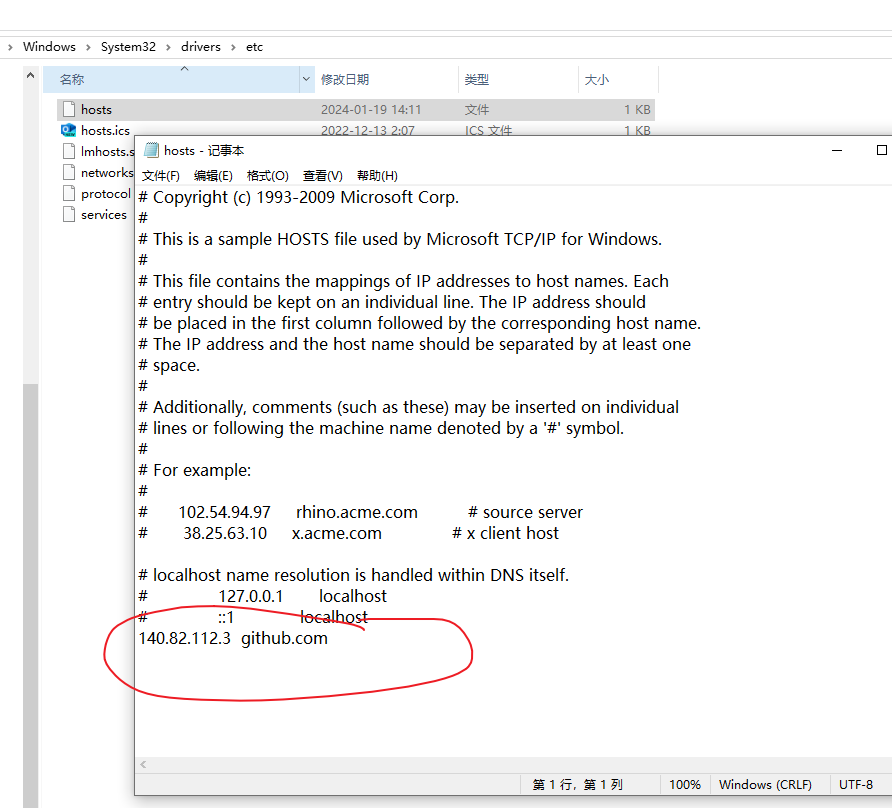 Windows › System32 › drivers › etc
名称 修改日期 类型 大小
hosts 2024-01-19 14:11 文件 1 KB
hosts.ics 2022-12-13 2:07 ICS 文件 1 KB
lmhosts.s
networks
protocol
services
hosts - 记事本
文件(F) 编辑(E) 格式(O) 查看(V) 帮助(H)
# Copyright (c) 1993-2009 Microsoft Corp.
#
# This is a sample HOSTS file used by Microsoft TCP/IP for Windows.
#
# This file contains the mappings of IP addresses to host names. Each
# entry should be kept on an individual line. The IP address should
# be placed in the first column followed by the corresponding host name.
# The IP address and the host name should be separated by at least one
# space.
#
# Additionally, comments (such as these) may be inserted on individual
# lines or following the machine name denoted by a '#' symbol.
#
# For example:
#
# 102.54.94.97 rhino.acme.com # source server
# 38.25.63.10 x.acme.com # x client host
# localhost name resolution is handled within DNS itself.
# 127.0.0.1 localhost
# ::1 localhost
140.82.112.3 github.com
第 1 行，第 1 列 100% Windows (CRLF) UTF-8